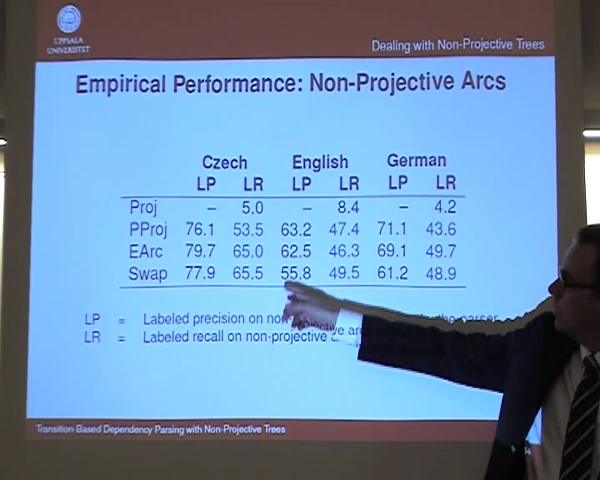 UPPSALA
UNIVERSITET
Dealing with Non-Projective Trees
Empirical Performance: Non-Projective Arcs
Czech English German
LP LR LP LR LP LR
Proj – 5.0 – 8.4 – 4.2
PProj 76.1 53.5 63.2 47.4 71.1 43.6
EArc 79.7 65.0 62.5 46.3 69.1 49.7
Swap 77.9 65.5 55.8 49.5 61.2 48.9
LP = Labeled precision on non-projective the parser
LR = Labeled recall on non-projective
Transition-Based Dependency Parsing with Non-Projective Trees